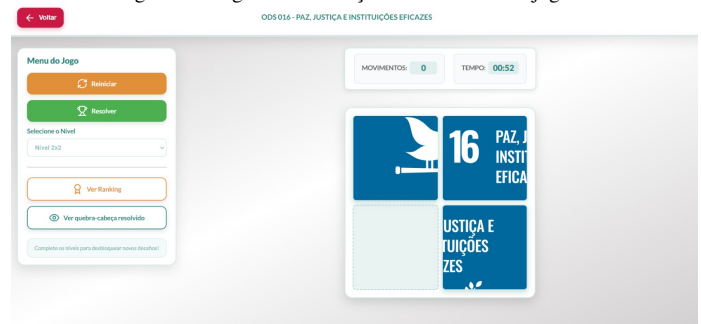 Voltar
ODS 016 - PAZ, JUSTIÇA E INSTITUIÇÕES EFICAZES
Menu do Jogo
Reiniciar
Resolver
Selecione o Nível
Nível 2x2
Ver Ranking
Ver quebra-cabeça resolvido
Complete os níveis para desbloquear novos desafios!
MOVIMENTOS: 0
TEMPO: 00:52
16 PAZ, J
INSTI
EFICA
USTIÇA E
TUIÇÕES
ZES